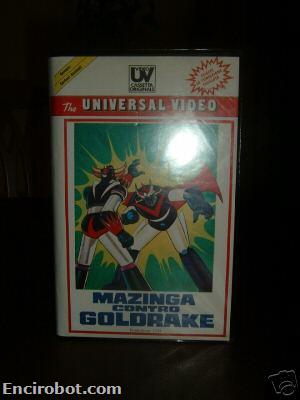 UV
CASSETTA
ORIGINALE
The UNIVERSAL VIDEO
MAZINGA
CONTRO
GOLDRAKE
Encirobot.com